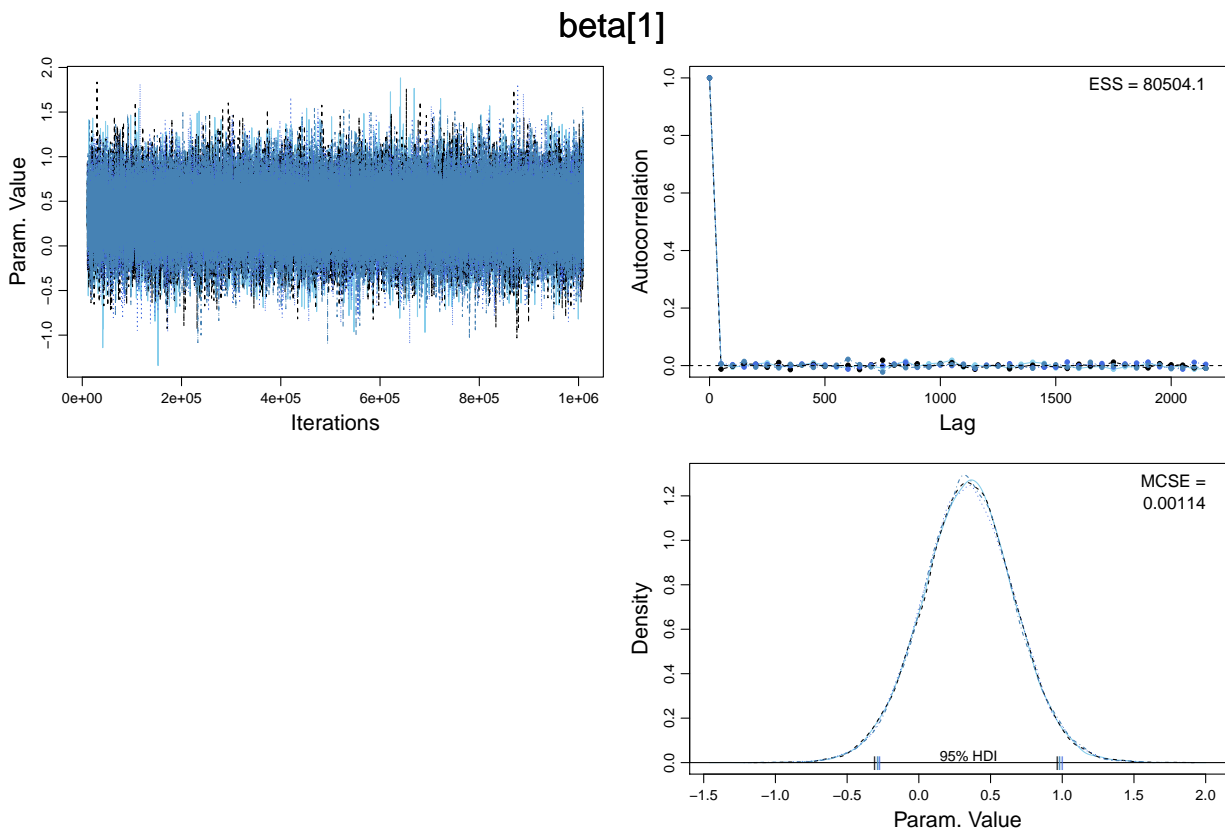 beta[1]
Param. Value
2.0
1.5
1.0
0.5
0.0
−0.5
−1.0
0e+00 2e+05 4e+05 6e+05 8e+05 1e+06
Iterations
Autocorrelation
1.0
0.8
0.6
0.4
0.2
0.0
ESS = 80504.1
0 500 1000 1500 2000
Lag
Density
1.2
1.0
0.8
0.6
0.4
0.2
0.0
MCSE =
0.00114
95% HDI
−1.5 −1.0 −0.5 0.0 0.5 1.0 1.5 2.0
Param. Value